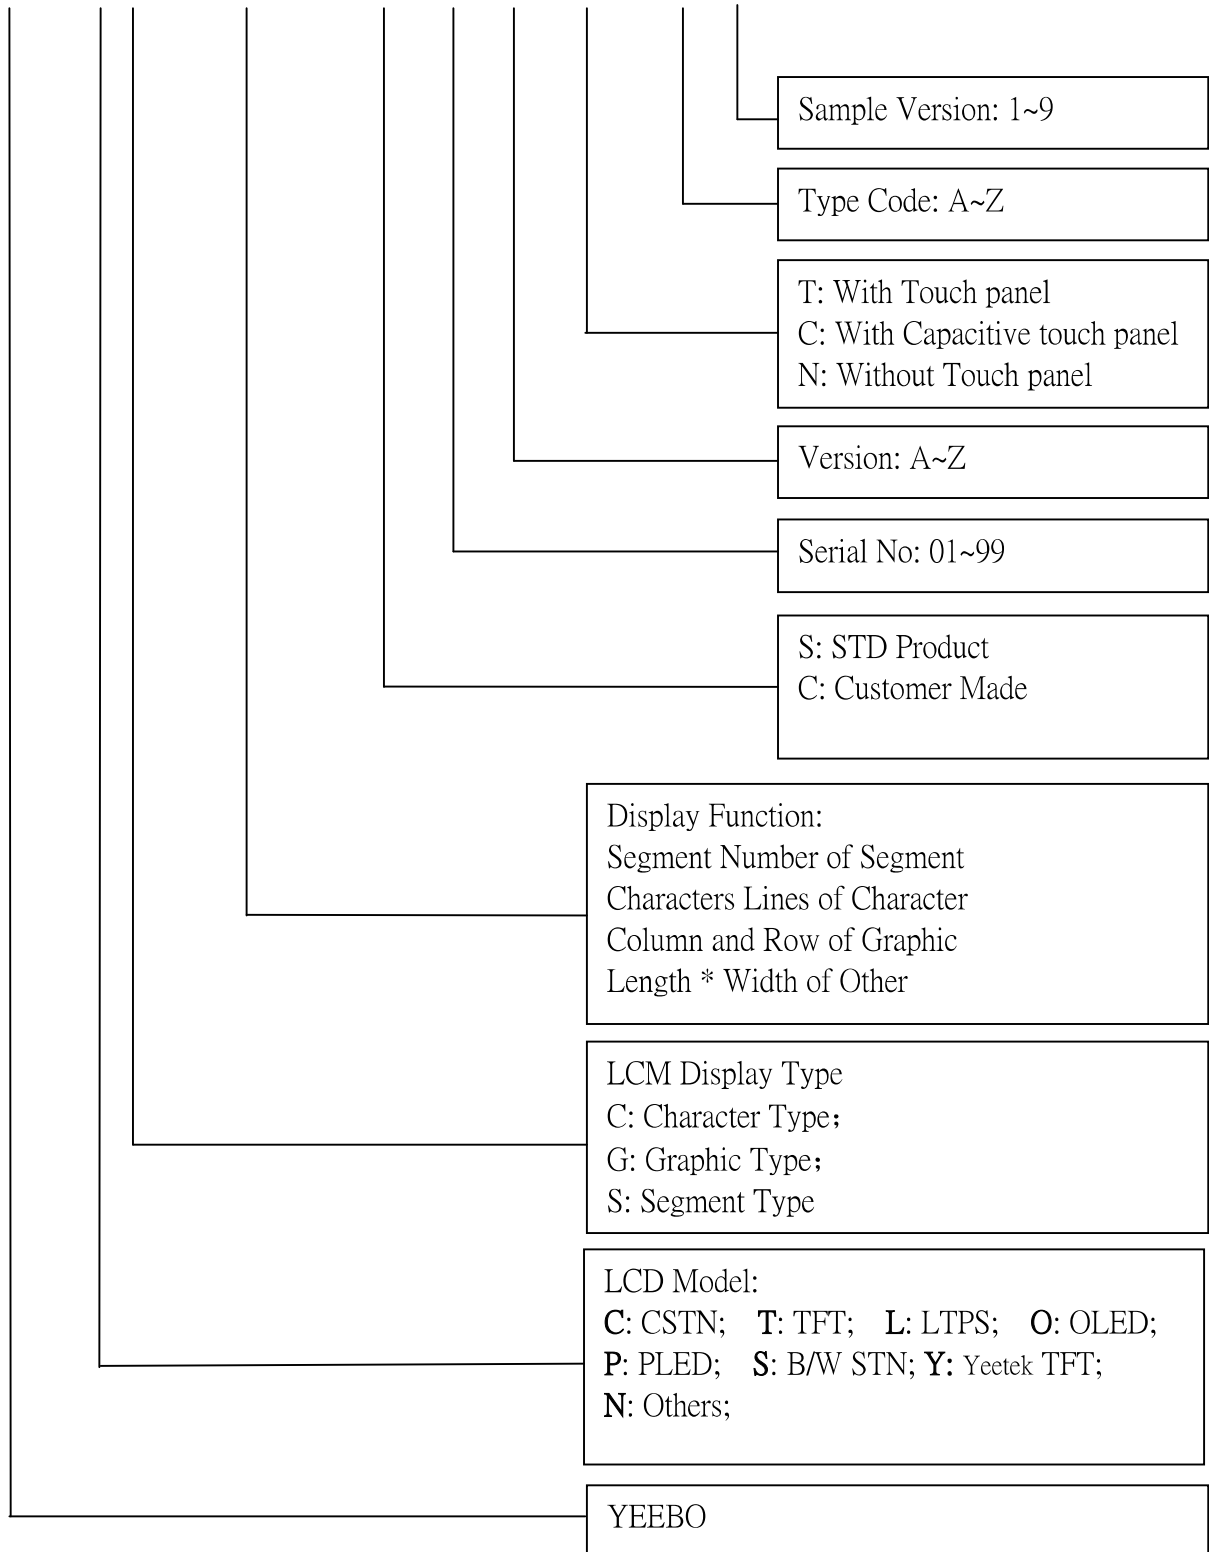 Sample Version: 1~9
Type Code: A~Z
T: With Touch panel
C: With Capacitive touch panel
N: Without Touch panel
Version: A~Z
Serial No: 01~99
S: STD Product
C: Customer Made
Display Function:
Segment Number of Segment
Characters Lines of Character
Column and Row of Graphic
Length * Width of Other
LCM Display Type
C: Character Type；
G: Graphic Type；
S: Segment Type
LCD Model:
C: CSTN; T: TFT; L: LTPS; O: OLED;
P: PLED; S: B/W STN; Y: Yeetek TFT;
N: Others;
YEEBO